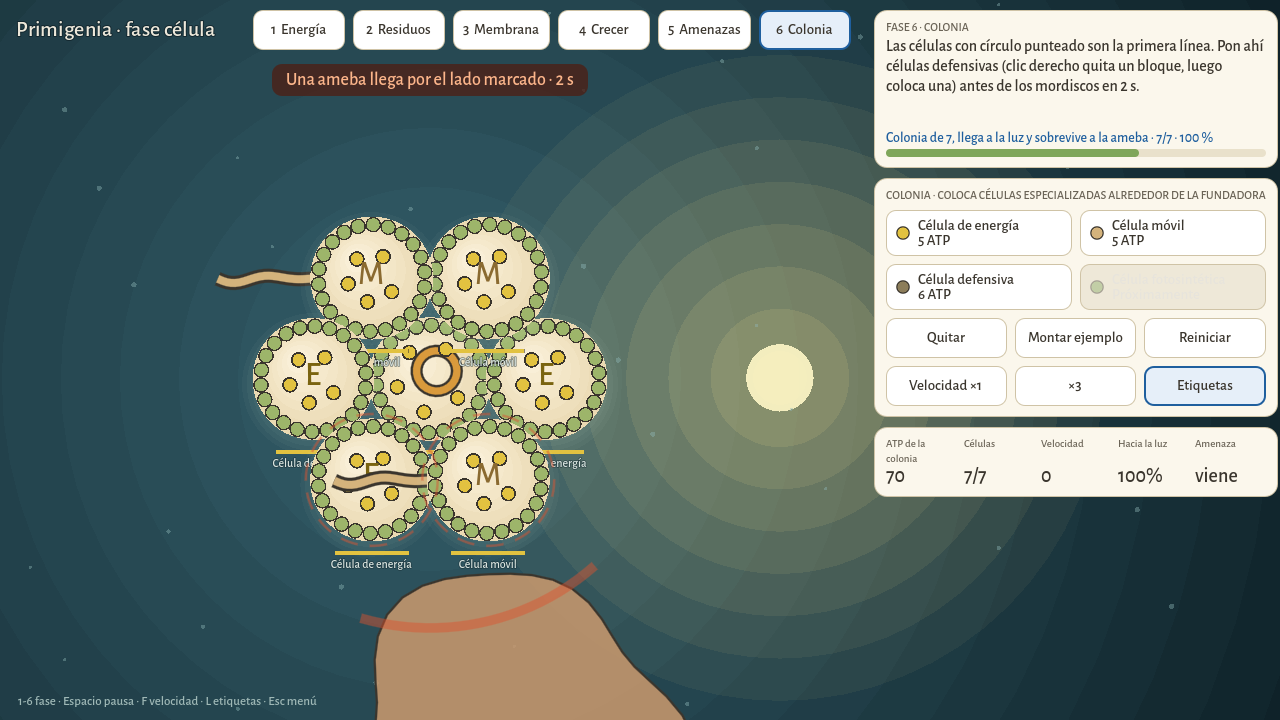 Primigenia · fase célula
1 Energía
2 Residuos
3 Membrana
4 Crecer
5 Amenazas
6 Colonia
Una ameba llega por el lado marcado · 2 s
FASE 6 · COLONIA
Las células con círculo punteado son la primera línea. Pon ahí
células defensivas (clic derecho quita un bloque, luego
coloca una) antes de los mordiscos en 2 s.
Colonia de 7, llega a la luz y sobrevive a la ameba · 7/7 · 100 %
COLONIA · COLOCA CÉLULAS ESPECIALIZADAS ALREDEDOR DE LA FUNDADORA
Célula de energía
5 ATP
Célula móvil
5 ATP
Célula defensiva
6 ATP
Quitar
Montar ejemplo
Reiniciar
Velocidad ×1
×3
Etiquetas
ATP de la
colonia
Células
Velocidad
Hacia la luz
Amenaza
70
7/7
0
100%
viene
M
M
móvil
Célula móvil
E
E
Célula de
energía
E
M
Célula de energía
Célula móvil
1-6 fase · Espacio pausa · F velocidad · L etiquetas · Esc menú